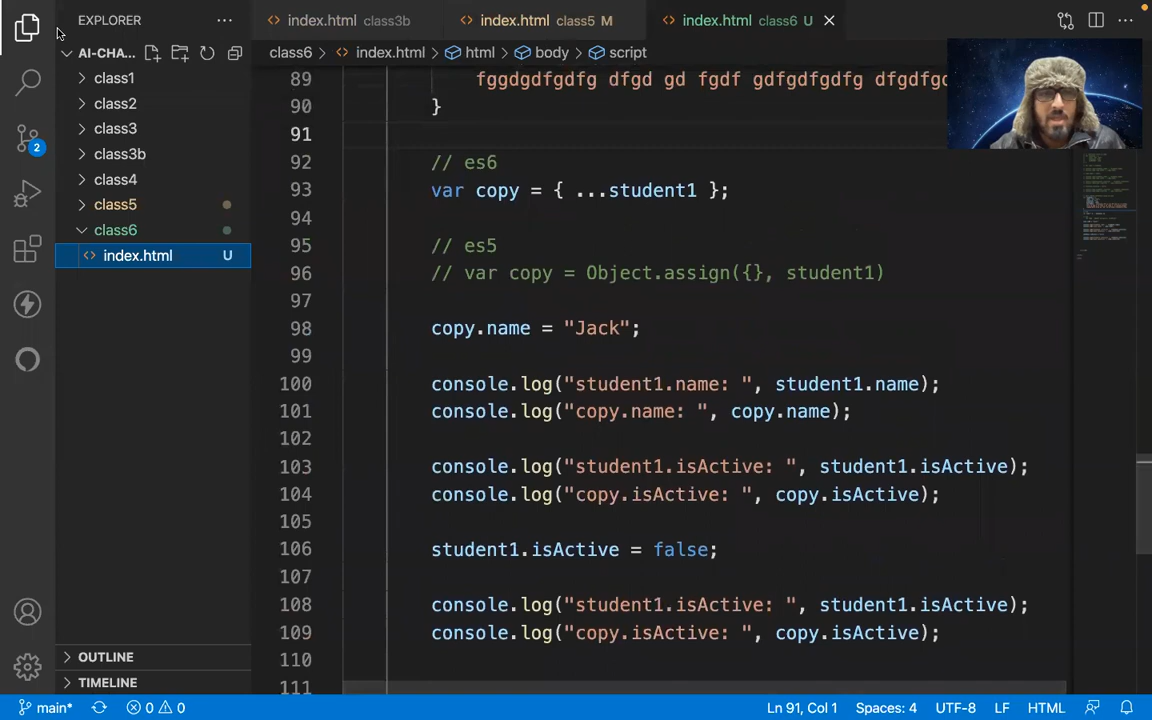 EXPLORER
AI-CHA...
class1
class2
class3
class3b
class4
class5
class6
index.html U
OUTLINE
TIMELINE
index.html class3b
index.html class5 M
index.html class6 U
class6 > index.html > html > body > script
89 fggdgdfgdfg dfgd gd fgdf gdfgdfgdfg dfgdfgd
90 }
91
92 // es6
93 var copy = { ...student1 };
94
95 // es5
96 // var copy = Object.assign({}, student1)
97
98 copy.name = "Jack";
99
100 console.log("student1.name: ", student1.name);
101 console.log("copy.name: ", copy.name);
102
103 console.log("student1.isActive: ", student1.isActive);
104 console.log("copy.isActive: ", copy.isActive);
105
106 student1.isActive = false;
107
108 console.log("student1.isActive: ", student1.isActive);
109 console.log("copy.isActive: ", copy.isActive);
110
111
2
main* 0 0 Ln 91, Col 1 Spaces: 4 UTF-8 LF HTML